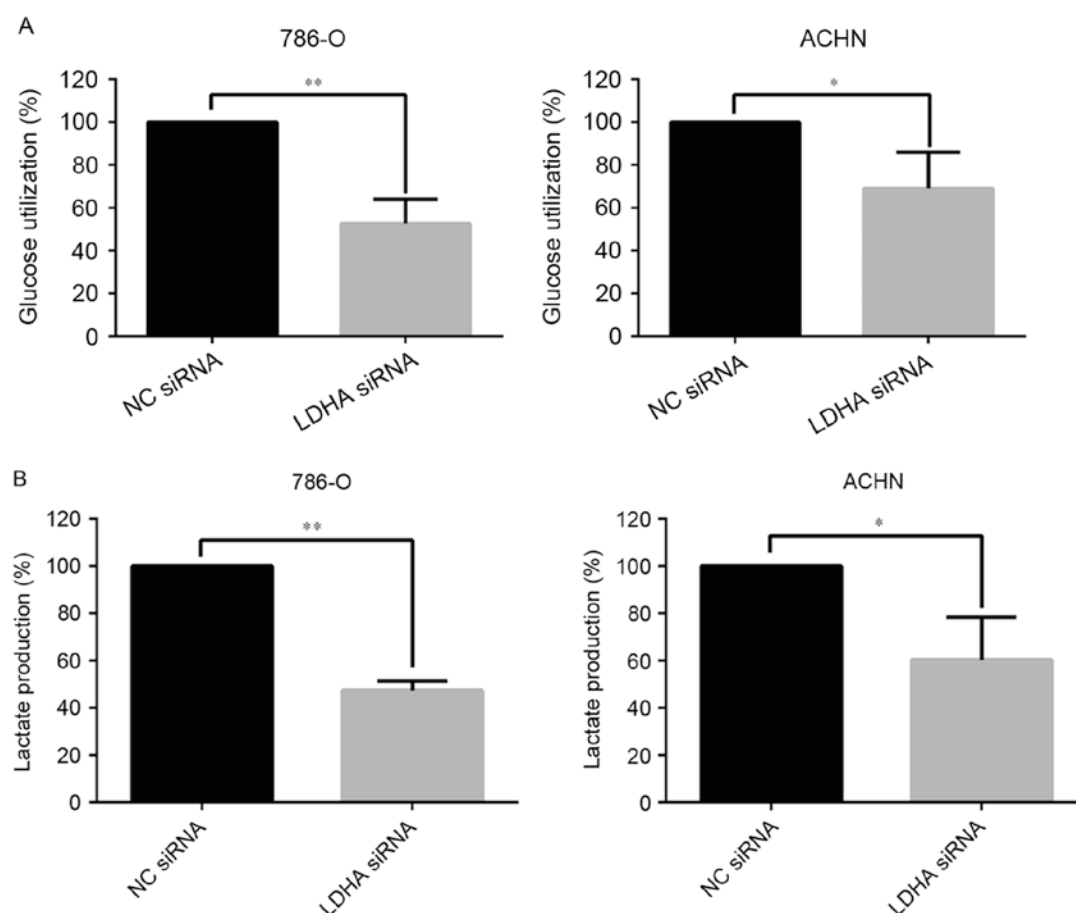 A
786-O
ACHN
**
*
Glucose utilization (%)
120
100
80
60
40
20
0
NC siRNA
LDHA siRNA
Glucose utilization (%)
120
100
80
60
40
20
0
NC siRNA
LDHA siRNA
B
786-O
ACHN
**
*
Lactate production (%)
120
100
80
60
40
20
0
NC siRNA
LDHA siRNA
Lactate production (%)
120
100
80
60
40
20
0
NC siRNA
LDHA siRNA